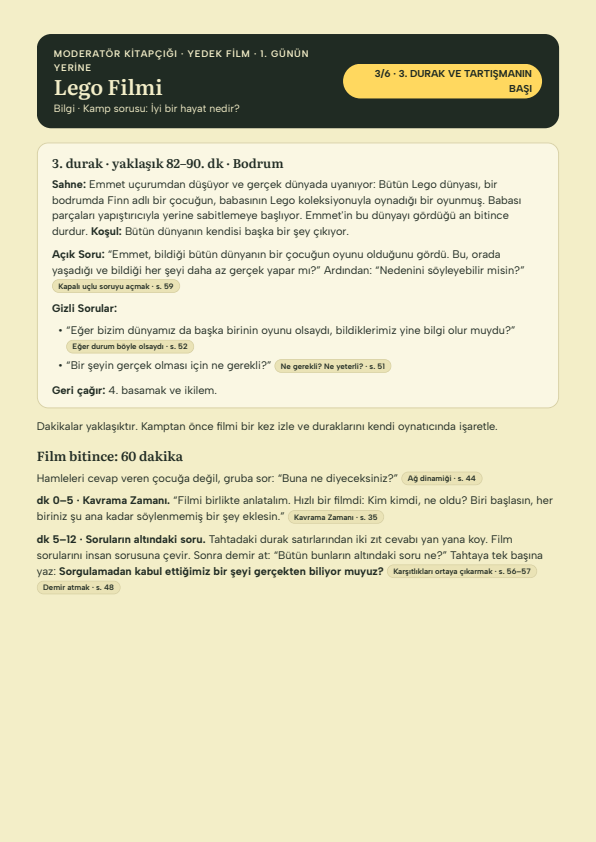 MODERATÖR KİTAPÇIĞI · YEDEK FİLM · 1. GÜNÜN
YERİNE
Lego Filmi
Bilgi · Kamp sorusu: İyi bir hayat nedir?
3/6 · 3. DURAK VE TARTIŞMANIN
BAŞI
3. durak · yaklaşık 82–90. dk · Bodrum
Sahne: Emmet uçurumdan düşüyor ve gerçek dünyada uyanıyor: Bütün Lego dünyası, bir
bodrumda Finn adlı bir çocuğun, babasının Lego koleksiyonuyla oynadığı bir oyunmuş. Babası
parçaları yapıştırıcıyla yerine sabitlemeye başlıyor. Emmet'in bu dünyayı gördüğü an bitince
durdur. Koşul: Bütün dünyanın kendisi başka bir şey çıkıyor.
Açık Soru: “Emmet, bildiği bütün dünyanın bir çocuğun oyunu olduğunu gördü. Bu, orada
yaşadığı ve bildiği her şeyi daha az gerçek yapar mı?” Ardından: “Nedenini söyleyebilir misin?”
Kapalı uçlu soruyu açmak · s. 59
Gizli Sorular:
• “Eğer bizim dünyamız da başka birinin oyunu olsaydı, bildiklerimiz yine bilgi olur muydu?”
Eğer durum böyle olsaydı · s. 52
• “Bir şeyin gerçek olması için ne gerekli?” Ne gerekli? Ne yeterli? · s. 51
Geri çağır: 4. basamak ve ikilem.
Dakikalar yaklaşıktır. Kamptan önce filmi bir kez izle ve duraklarını kendi oynatıcında işaretle.
Film bitince: 60 dakika
Hamleleri cevap veren çocuğa değil, gruba sor: “Buna ne diyeceksiniz?” Ağ dinamiği · s. 44
dk 0–5 · Kavrama Zamanı. “Filmi birlikte anlatalım. Hızlı bir filmdi: Kim kimdi, ne oldu? Biri başlasın, her
biriniz şu ana kadar söylenmemiş bir şey eklesin.” Kavrama Zamanı · s. 35
dk 5–12 · Soruların altındaki soru. Tahtadaki durak satırlarından iki zıt cevabı yan yana koy. Film
sorularını insan sorusuna çevir. Sonra demir at: “Bütün bunların altındaki soru ne?” Tahtaya tek başına
yaz: Sorgulamadan kabul ettiğimiz bir şeyi gerçekten biliyor muyuz? Karşıtlıkları ortaya çıkarmak · s. 56–57
Demir atmak · s. 48